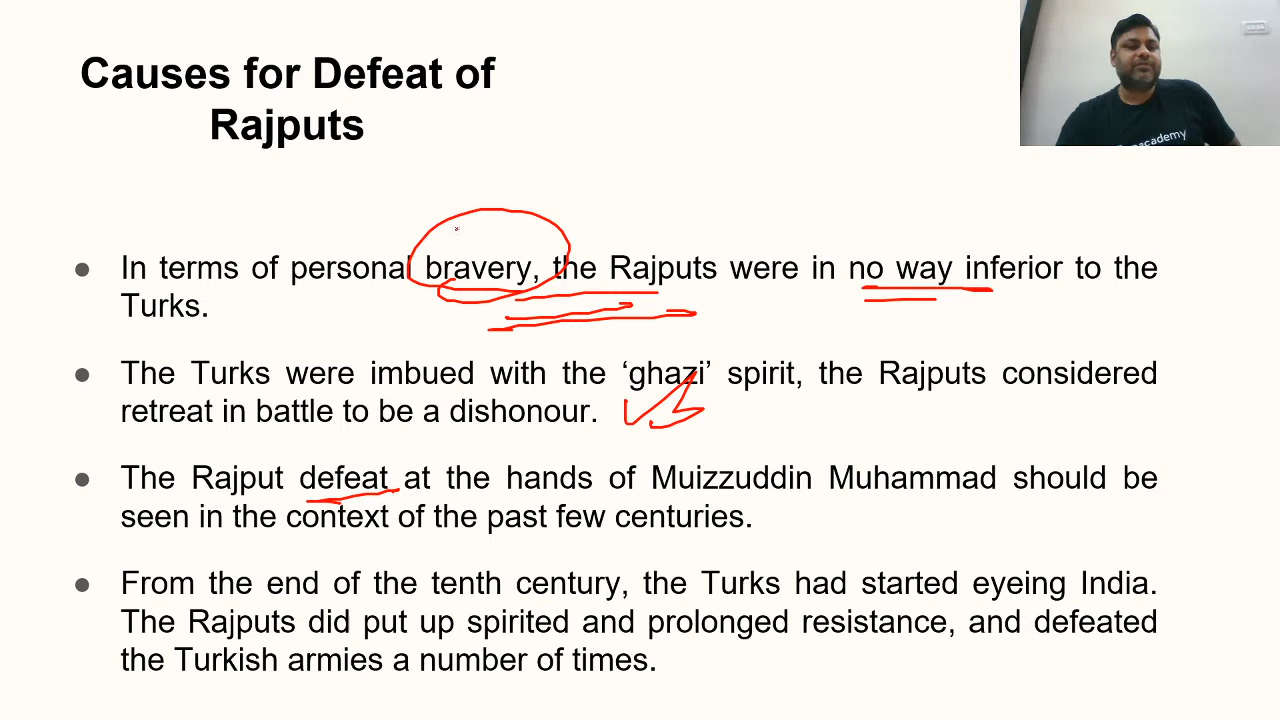 Causes for Defeat of
Rajputs
● In terms of personal bravery, the Rajputs were in no way inferior to the
Turks.
● The Turks were imbued with the ‘ghazi’ spirit, the Rajputs considered
retreat in battle to be a dishonour.
● The Rajput defeat at the hands of Muizzuddin Muhammad should be
seen in the context of the past few centuries.
● From the end of the tenth century, the Turks had started eyeing India.
The Rajputs did put up spirited and prolonged resistance, and defeated
the Turkish armies a number of times.